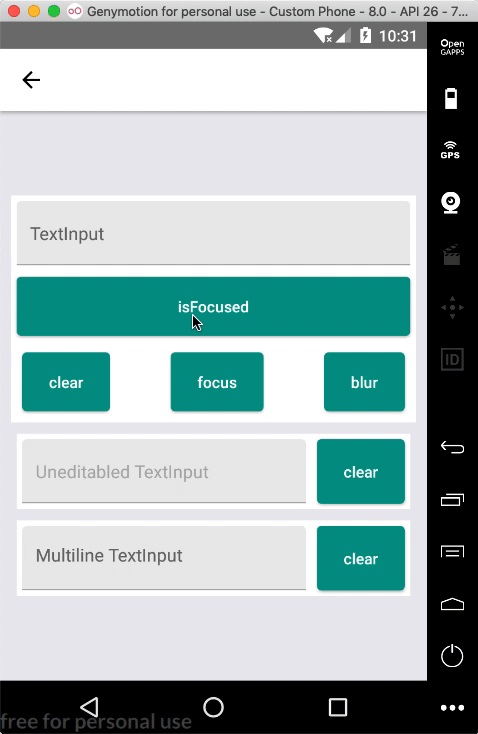 Genymotion for personal use - Custom Phone - 8.0 - API 26 - 7...
10:31
Open
GAPPS
GPS
TextInput
isFocused
clear
focus
blur
ID
Uneditabled TextInput
clear
Multiline TextInput
clear
free for personal use